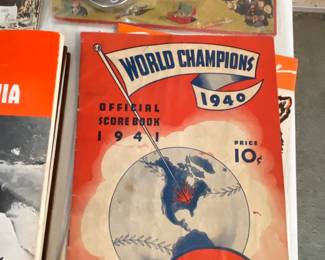 WORLD CHAMPIONS
1940
OFFICIAL
SCORE BOOK
1941
PRICE
10¢